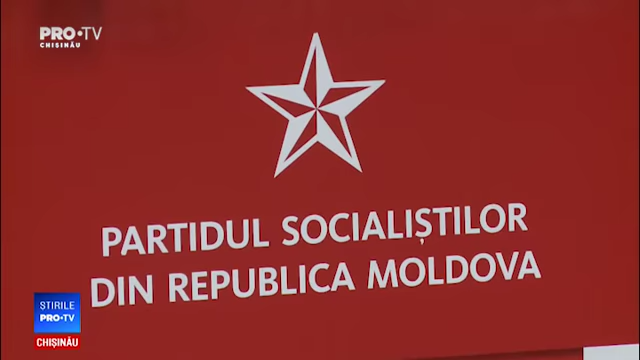 PRO•TV
CHIȘINĂU
PARTIDUL SOCIALIȘTILOR
DIN REPUBLICA MOLDOVA
ȘTIRILE
PRO•TV
CHIȘINĂU